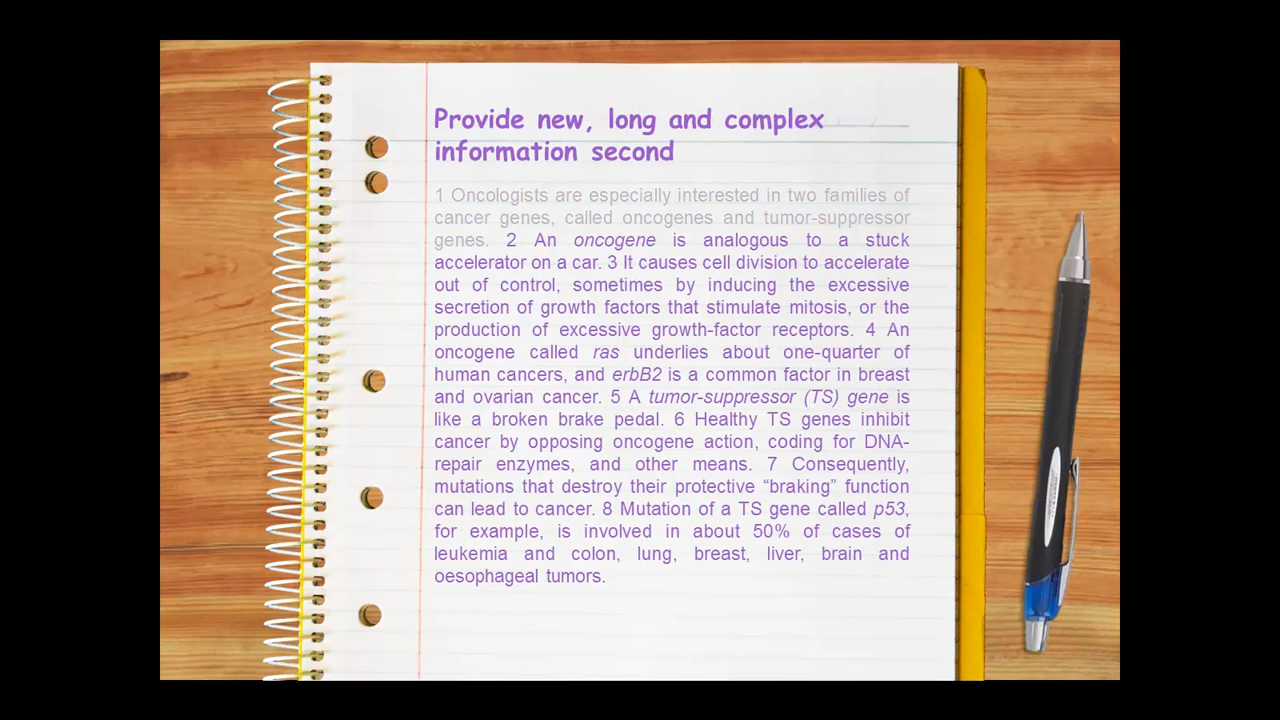 Provide new, long and complex
information second
1 Oncologists are especially interested in two families of
cancer genes, called oncogenes and tumor-suppressor
genes. 2 An oncogene is analogous to a stuck
accelerator on a car. 3 It causes cell division to accelerate
out of control, sometimes by inducing the excessive
secretion of growth factors that stimulate mitosis, or the
production of excessive growth-factor receptors. 4 An
oncogene called ras underlies about one-quarter of
human cancers, and erbB2 is a common factor in breast
and ovarian cancer. 5 A tumor-suppressor (TS) gene is
like a broken brake pedal. 6 Healthy TS genes inhibit
cancer by opposing oncogene action, coding for DNA-
repair enzymes, and other means. 7 Consequently,
mutations that destroy their protective “braking” function
can lead to cancer. 8 Mutation of a TS gene called p53,
for example, is involved in about 50% of cases of
leukemia and colon, lung, breast, liver, brain and
oesophageal tumors.